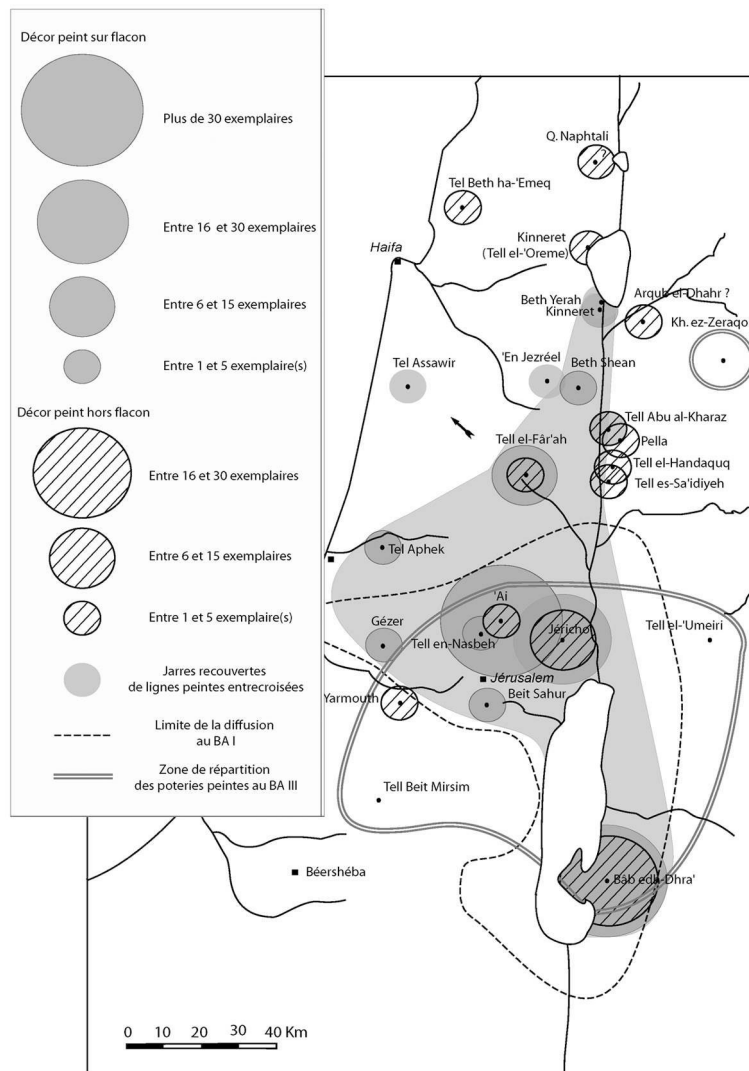 Décor peint sur flacon
Plus de 30 exemplaires
Entre 16 et 30 exemplaires
Entre 6 et 15 exemplaires
Entre 1 et 5 exemplaire(s)
Décor peint hors flacon
Entre 16 et 30 exemplaires
Entre 6 et 15 exemplaires
Entre 1 et 5 exemplaire(s)
Jarres recouvertes
de lignes peintes entrecroisées
Limite de la diffusion
au BA I
Zone de répartition
des poteries peintes au BA III
Q. Naphtali
?
Tel Beth ha-'Emeq
Kinneret
(Tell el-'Oreme)
Haifa
Beth Yerah
Kinneret
Arqub el-Dhahr ?
Kh. ez-Zeraqo
'En Jezréel
Beth Shean
Tel Assawir
Tell Abu al-Kharaz
Pella
Tell el-Fâr'ah
Tell el-Handaquq
Tell es-Sa'idiyeh
Tel Aphek
'Ai
Gézer
Tell en-Nasbeh
Jéricho
Tell el-'Umeiri
Jérusalem
Beit Sahur
Yarmouth
Tell Beit Mirsim
Béershéba
Bâb edh-Dhra'
0 10 20 30 40 Km